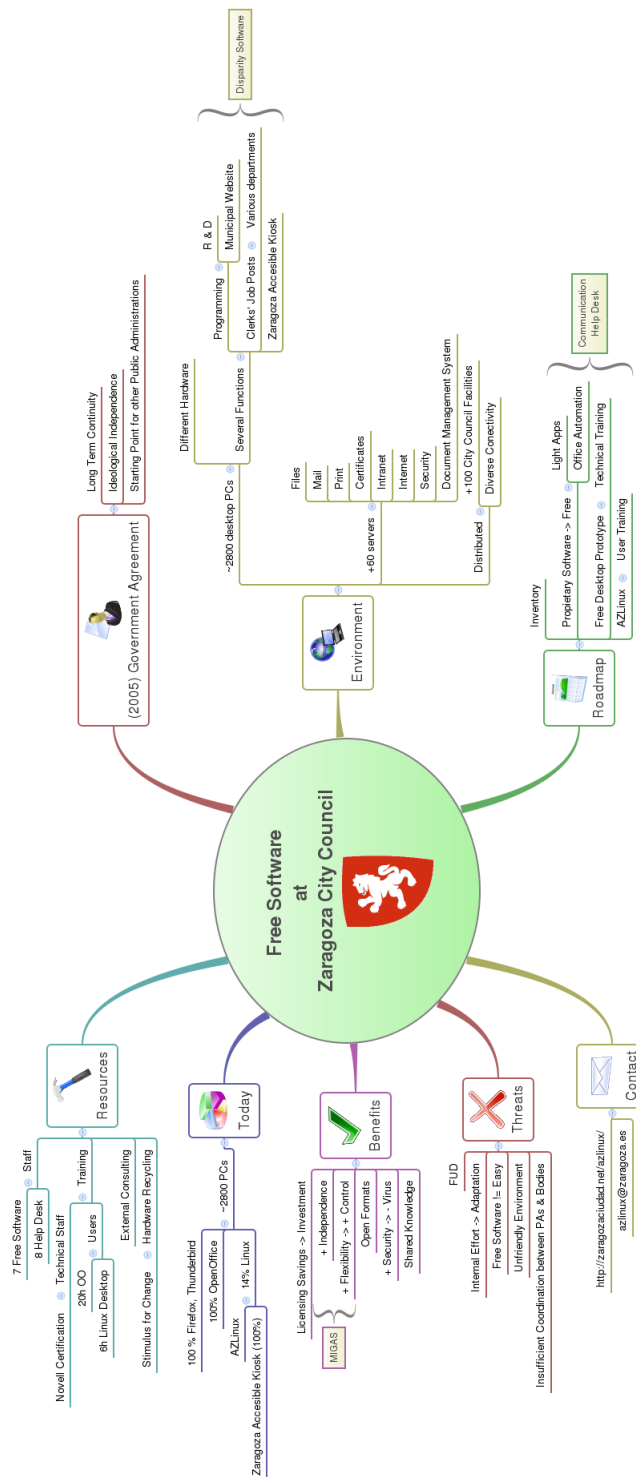 Free Software
at
Zaragoza City Council
(2005) Government Agreement
Long Term Continuity
Ideological Independence
Starting Point for other Public Administrations
Environment
~2800 desktop PCs
Different Hardware
Several Functions
Programming
R & D
Municipal Website
Clerks' Job Posts
Various departments
Zaragoza Accesible Kiosk
Disparity Software
+60 servers
Files
Mail
Print
Certificates
Intranet
Internet
Security
Document Management System
Distributed
+100 City Council Facilities
Diverse Conectivity
Roadmap
Inventory
Propietary Software -> Free
Light Apps
Office Automation
Free Desktop Prototype
Technical Training
AZLinux
User Training
Communication
Help Desk
Resources
Staff
7 Free Software
8 Help Desk
Training
Technical Staff
Novell Certification
Users
20h OO
6h Linux Desktop
External Consulting
Hardware Recycling
Stimulus for Change
Today
~2800 PCs
100 % Firefox, Thunderbird
100% OpenOffice
14% Linux
AZLinux
Zaragoza Accesible Kiosk (100%)
Benefits
Licensing Savings -> Investment
+ Independence
+ Flexibility -> + Control
Open Formats
+ Security -> - Virus
Shared Knowledge
MIGAS
Threats
FUD
Internal Effort -> Adaptation
Free Software != Easy
Unfriendly Environment
Insufficient Coordination between PAs & Bodies
Contact
http://zaragozaciudad.net/azlinux/
azlinux@zaragoza.es